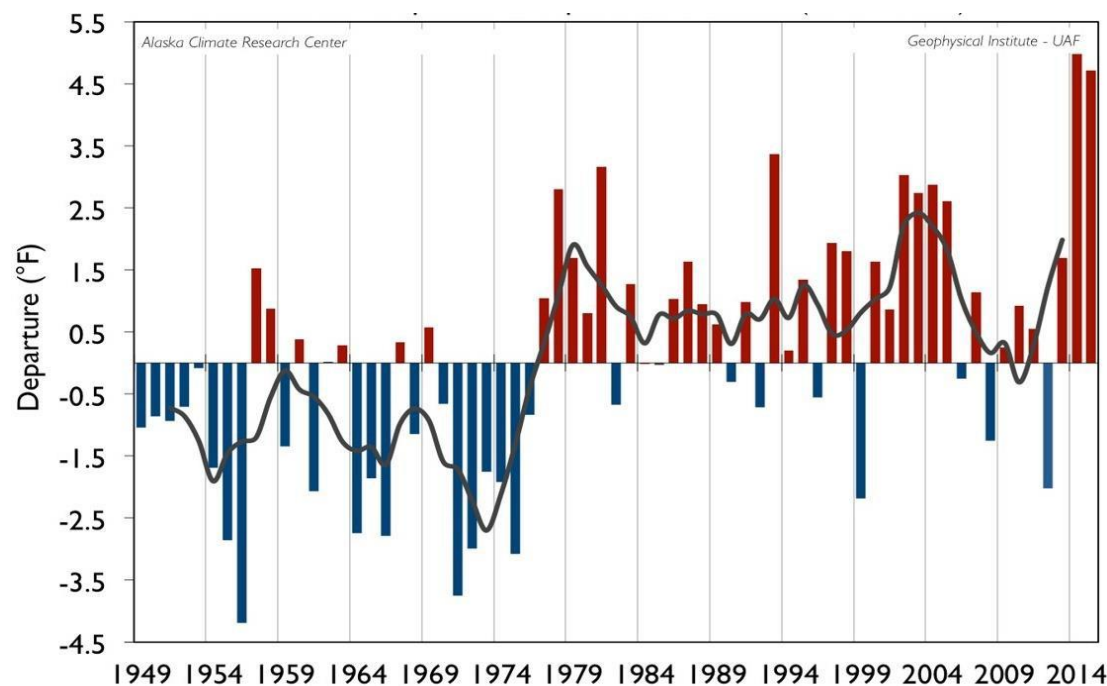 5.5
Alaska Climate Research Center
Geophysical Institute - UAF
4.5
3.5
2.5
1.5
0.5
-0.5
-1.5
-2.5
-3.5
-4.5
Departure (°F)
1949 1954 1959 1964 1969 1974 1979 1984 1989 1994 1999 2004 2009 2014